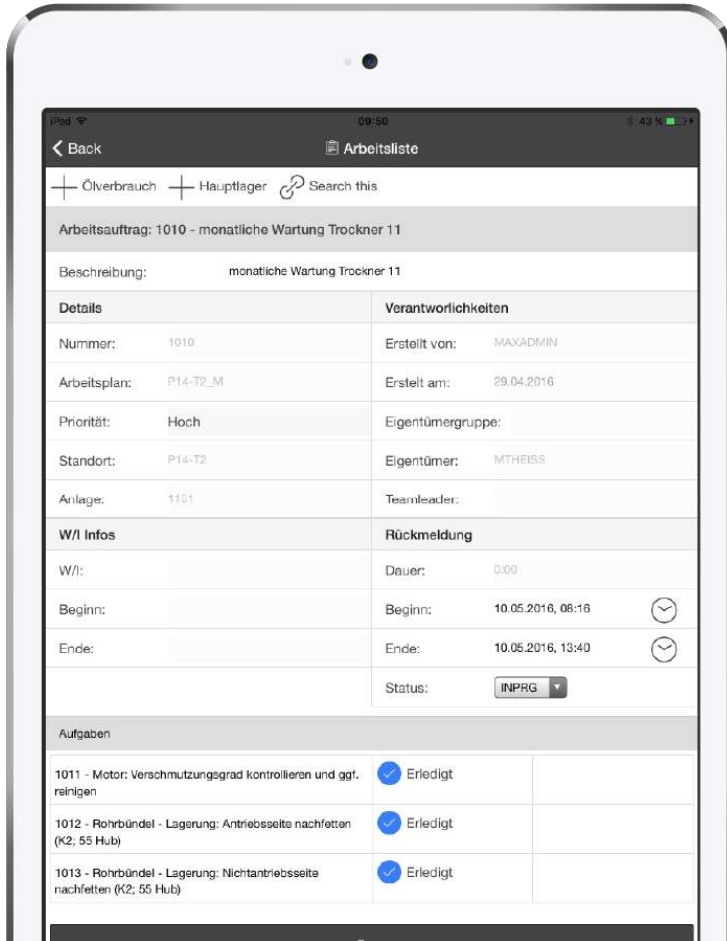 iPod 09:50 43 %
Back Arbeitsliste
Ölverbrauch Hauptlager Search this
Arbeitsauftrag: 1010 - monatliche Wartung Trockner 11
Beschreibung: monatliche Wartung Trockner 11
Details Verantworlichkeiten
Nummer: 1010 Erstellt von: MAXADMIN
Arbeitsplan: P14-T2_M Erstelt am: 29.04.2016
Priorität: Hoch Eigentümergruppe:
Standort: P14-T2 Eigentümer: MTHEISS
Anlage: 1151 Teamleader:
W/I Infos Rückmeldung
W/I: Dauer: 0:00
Beginn: Beginn: 10.05.2016, 08:16
Ende: Ende: 10.05.2016, 13:40
Status: INPRG
Aufgaben
1011 - Motor: Verschmutzungsgrad kontrollieren und ggf. Erledigt
reinigen
1012 - Rohrbündel - Lagerung: Antriebsseite nachfetten Erledigt
(K2; 55 Hub)
1013 - Rohrbündel - Lagerung: Nichtantriebsseite Erledigt
nachfetten (K2; 55 Hub)